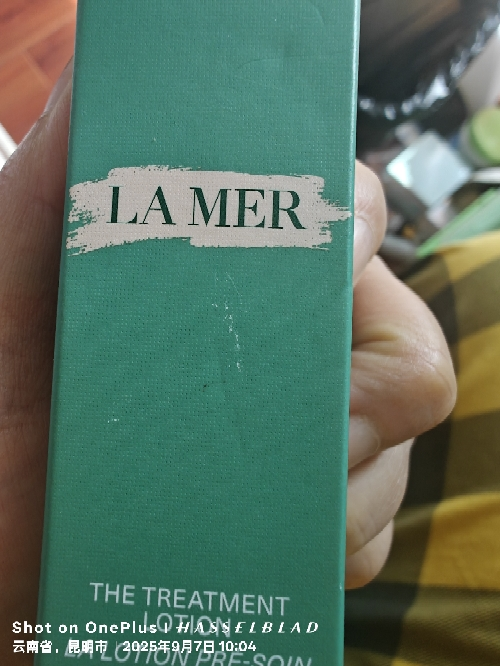 LA MER
THE TREATMENT
LOTION
LA LOTION PRÉ-SOIN
Shot on OnePlus | HASSELBLAD
云南省，昆明市 | 2025年9月7日 10:04